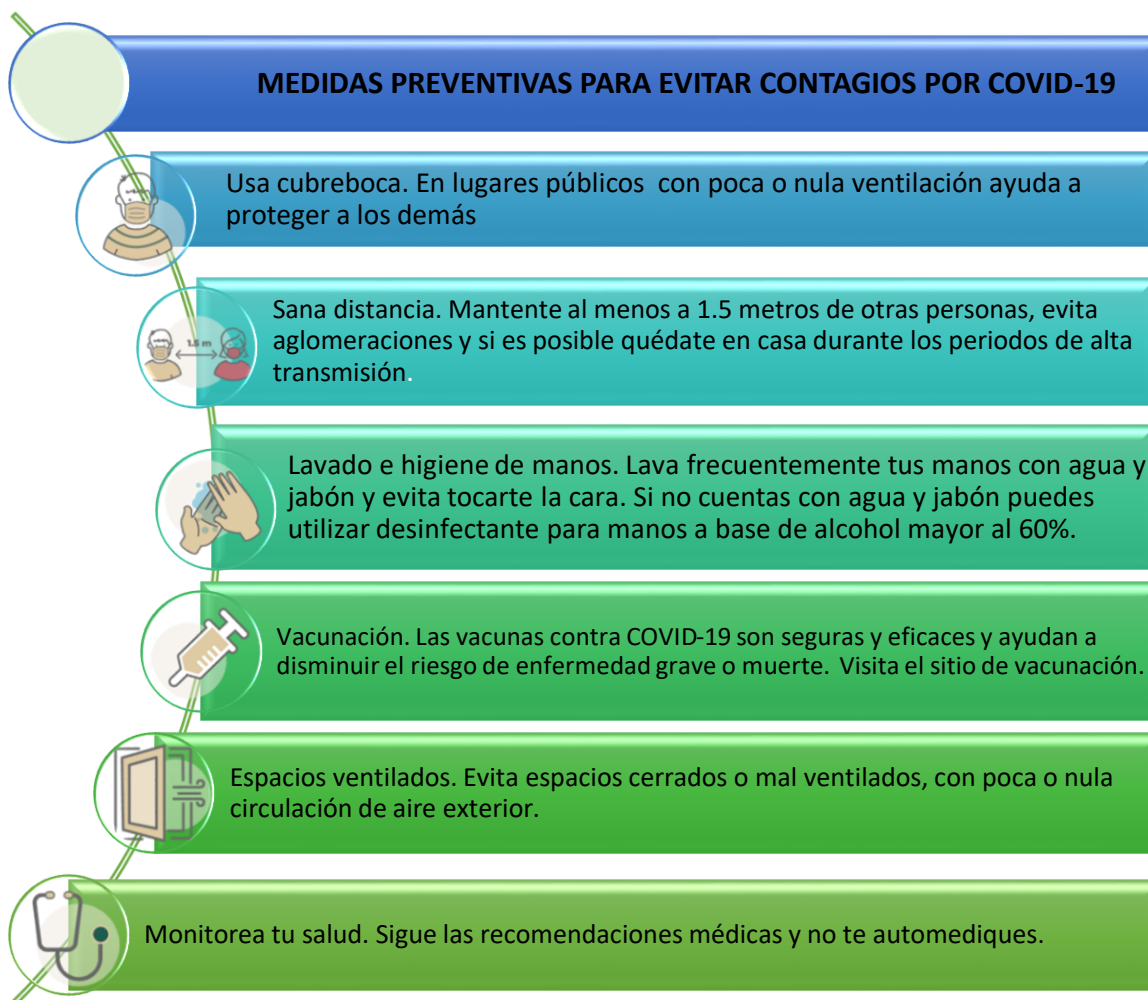 MEDIDAS PREVENTIVAS PARA EVITAR CONTAGIOS POR COVID-19
Usa cubreboca. En lugares públicos con poca o nula ventilación ayuda a
proteger a los demás
Sana distancia. Mantente al menos a 1.5 metros de otras personas, evita
aglomeraciones y si es posible quédate en casa durante los periodos de alta
transmisión.
1.5 m
Lavado e higiene de manos. Lava frecuentemente tus manos con agua y
jabón y evita tocarte la cara. Si no cuentas con agua y jabón puedes
utilizar desinfectante para manos a base de alcohol mayor al 60%.
Vacunación. Las vacunas contra COVID-19 son seguras y eficaces y ayudan a
disminuir el riesgo de enfermedad grave o muerte. Visita el sitio de vacunación.
Espacios ventilados. Evita espacios cerrados o mal ventilados, con poca o nula
circulación de aire exterior.
Monitorea tu salud. Sigue las recomendaciones médicas y no te automediques.